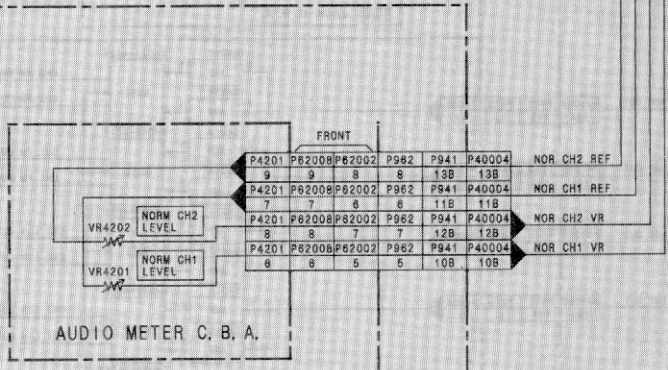 FRONT
P4201 P62008 P62002 P962 P941 P40004 NOR CH2 REF
9 9 8 8 13B 13B
P4201 P62008 P62002 P962 P941 P40004 NOR CH1 REF
7 7 6 6 11B 11B
NORM CH2 LEVEL
VR4202
P4201 P62008 P62002 P962 P941 P40004 NOR CH2 VR
8 8 7 7 12B 12B
NORM CH1 LEVEL
VR4201
P4201 P62008 P62002 P962 P941 P40004 NOR CH1 VR
6 6 5 5 10B 10B
AUDIO METER C. B. A.